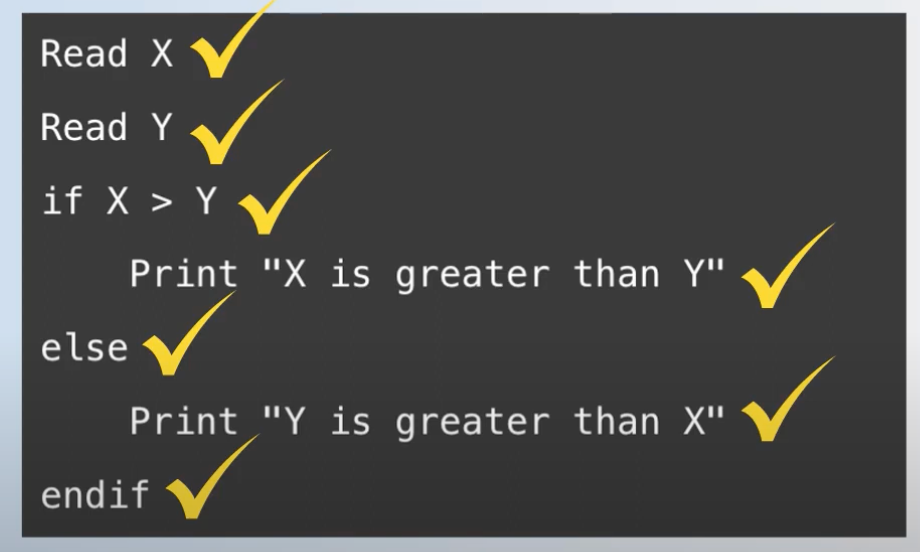 Read X
Read Y
if X > Y
    Print "X is greater than Y"
else
    Print "Y is greater than X"
endif